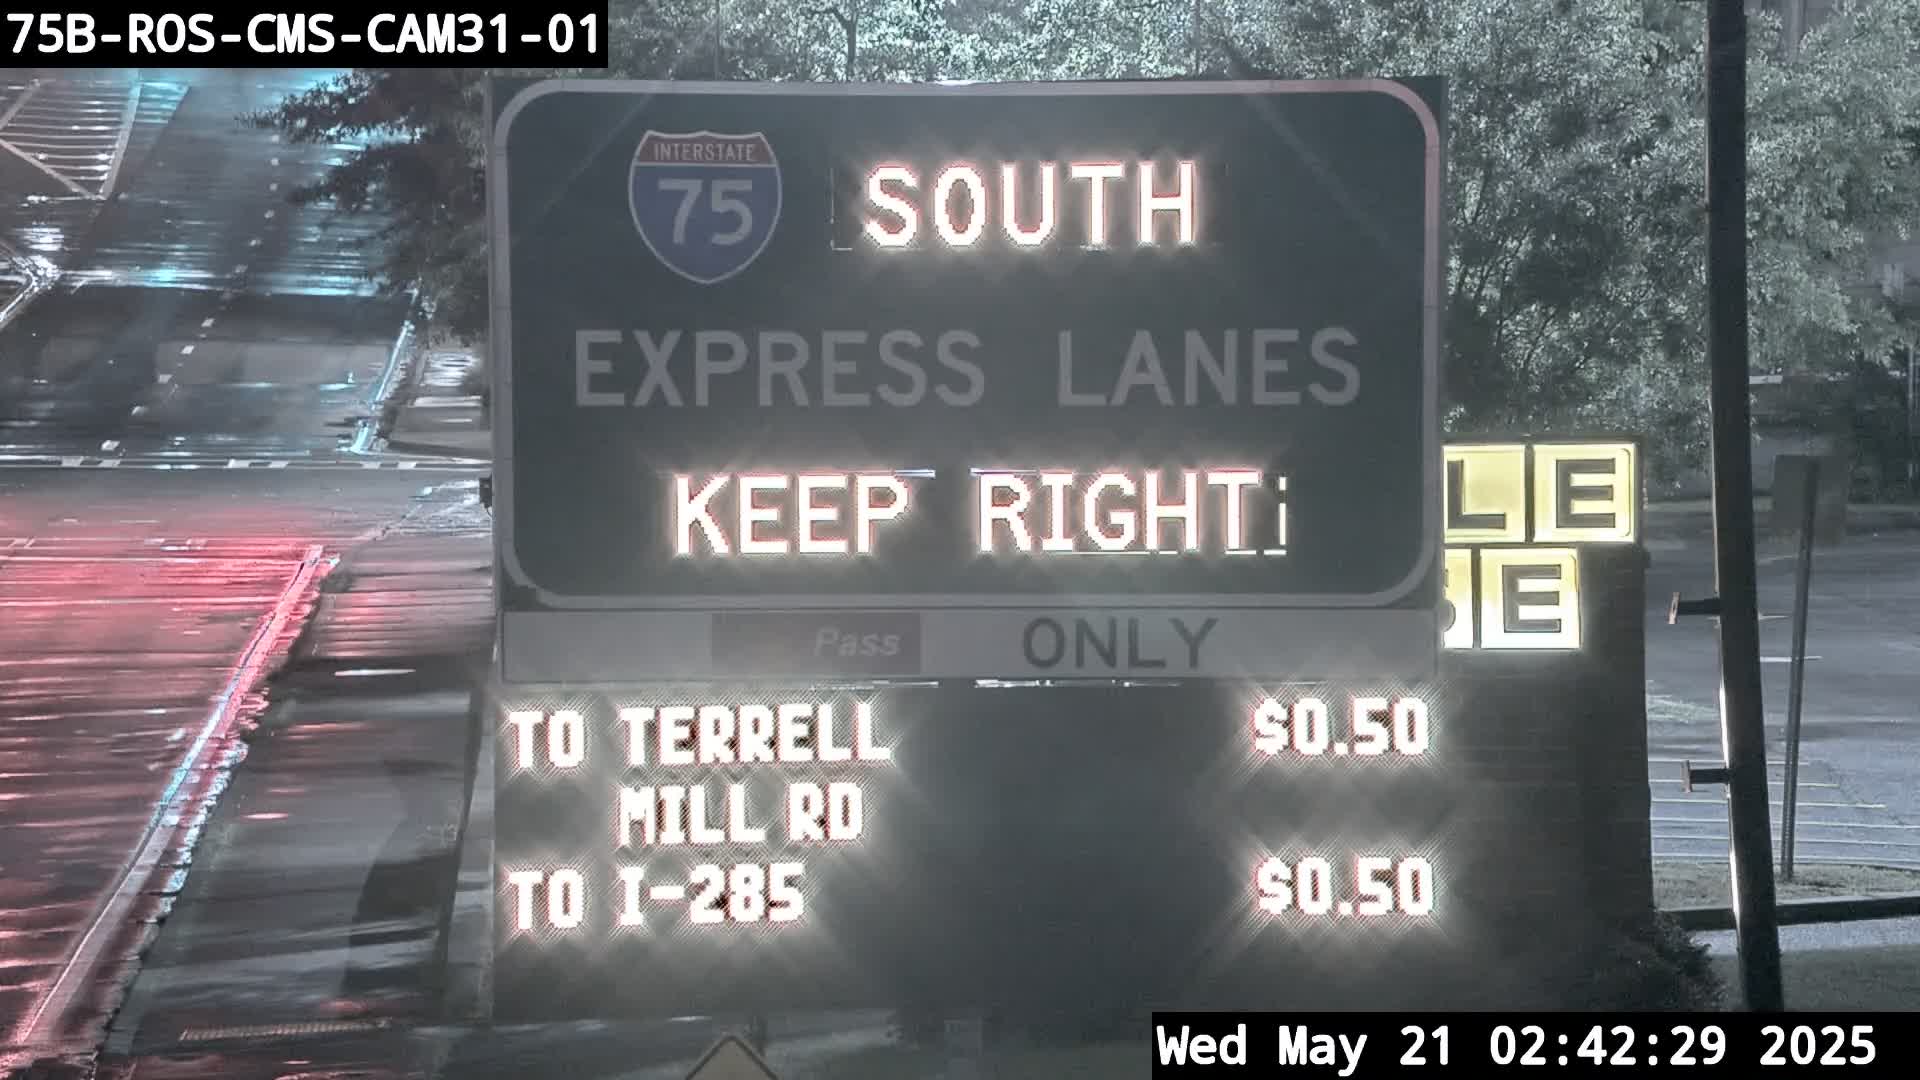 75B-ROS-CMS-CAM31-01
INTERSTATE
75
SOUTH
EXPRESS LANES
KEEP RIGHT
Pass ONLY
TO TERRELL $0.50
MILL RD
TO I-285 $0.50
LE
E
Wed May 21 02:42:29 2025